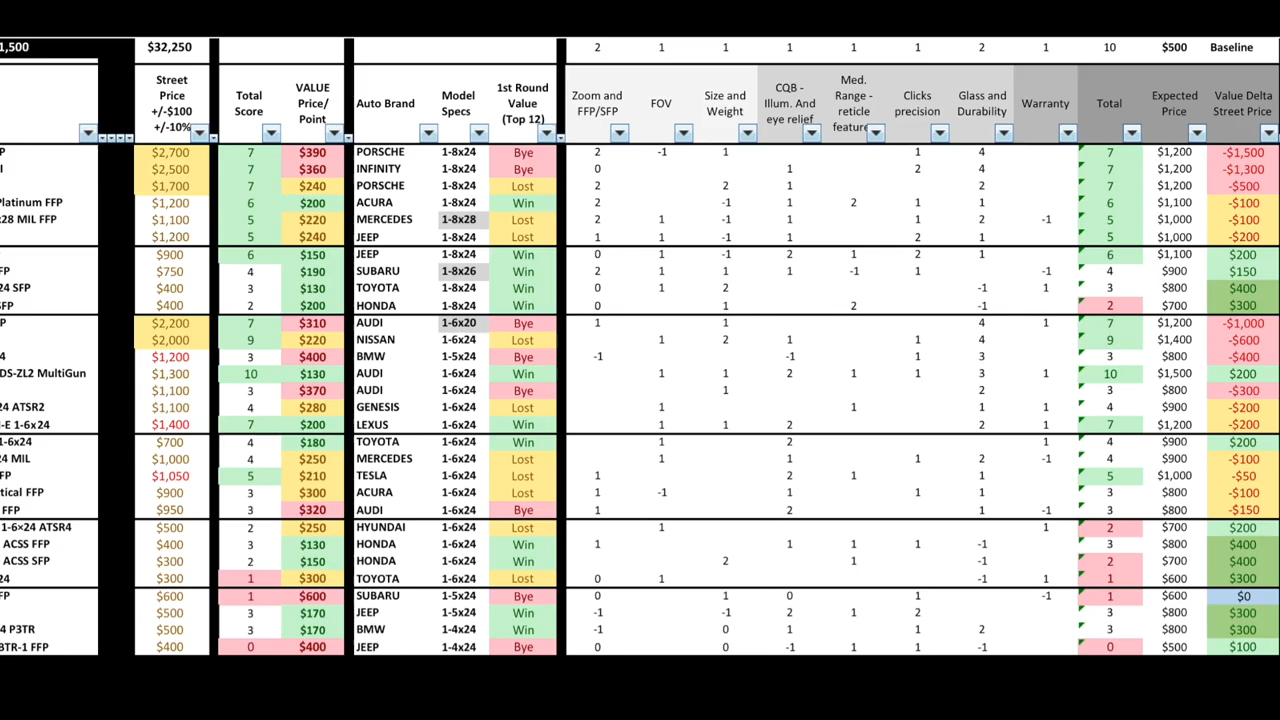 1,500 $32,250 2 1 1 1 1 1 2 1 10 $500 Baseline
Street Price +/-$100 +/-10% Total Score VALUE Price/ Point Auto Brand Model Specs 1st Round Value (Top 12) Zoom and FFP/SFP FOV Size and Weight CQB - Illum. And eye relief Med. Range - reticle feature Clicks precision Glass and Durability Warranty Total Expected Price Value Delta Street Price
P $2,700 7 $390 PORSCHE 1-8x24 Bye 2 -1 1 1 4 7 $1,200 -$1,500
I $2,500 7 $360 INFINITY 1-8x24 Bye 0 1 2 4 7 $1,200 -$1,300
$1,700 7 $240 PORSCHE 1-8x24 Lost 2 2 1 2 7 $1,200 -$500
Platinum FFP $1,200 6 $200 ACURA 1-8x24 Win 2 -1 1 2 1 1 6 $1,100 -$100
x28 MIL FFP $1,100 5 $220 MERCEDES 1-8x28 Lost 2 1 -1 1 1 2 -1 5 $1,000 -$100
$1,200 5 $240 JEEP 1-8x24 Lost 1 1 -1 1 2 1 5 $1,000 -$200
$900 6 $150 JEEP 1-8x24 Win 0 1 -1 2 1 2 1 6 $1,100 $200
FP $750 4 $190 SUBARU 1-8x26 Win 2 1 1 1 -1 1 -1 4 $900 $150
24 SFP $400 3 $130 TOYOTA 1-8x24 Win 0 1 2 -1 1 3 $800 $400
SFP $400 2 $200 HONDA 1-8x24 Win 0 1 2 -1 2 $700 $300
P $2,200 7 $310 AUDI 1-6x20 Bye 1 1 4 1 7 $1,200 -$1,000
$2,000 9 $220 NISSAN 1-6x24 Lost 1 2 1 1 4 9 $1,400 -$600
4 $1,200 3 $400 BMW 1-5x24 Bye -1 -1 1 3 3 $800 -$400
DS-ZL2 MultiGun $1,300 10 $130 AUDI 1-6x24 Win 1 1 2 1 1 3 1 10 $1,500 $200
$1,100 3 $370 AUDI 1-6x24 Bye 1 2 3 $800 -$300
24 ATSR2 $1,100 4 $280 GENESIS 1-6x24 Lost 1 1 1 1 4 $900 -$200
I-E 1-6x24 $1,400 7 $200 LEXUS 1-6x24 Win 1 1 2 2 1 7 $1,200 -$200
1-6x24 $700 4 $180 TOYOTA 1-6x24 Win 1 2 1 4 $900 $200
24 MIL $1,000 4 $250 MERCEDES 1-6x24 Lost 1 1 1 2 -1 4 $900 -$100
FP $1,050 5 $210 TESLA 1-6x24 Lost 1 2 1 1 5 $1,000 -$50
tical FFP $900 3 $300 ACURA 1-6x24 Lost 1 -1 1 1 1 3 $800 -$100
FFP $950 3 $320 AUDI 1-6x24 Bye 1 2 1 -1 3 $800 -$150
1-6×24 ATSR4 $500 2 $250 HYUNDAI 1-6x24 Lost 1 1 2 $700 $200
ACSS FFP $400 3 $130 HONDA 1-6x24 Win 1 1 1 1 -1 3 $800 $400
ACSS SFP $300 2 $150 HONDA 1-6x24 Win 2 1 -1 2 $700 $400
24 $300 1 $300 TOYOTA 1-6x24 Lost 0 1 -1 1 1 $600 $300
FP $600 1 $600 SUBARU 1-5x24 Bye 0 1 0 1 -1 1 $600 $0
$500 3 $170 JEEP 1-5x24 Win -1 -1 2 1 2 3 $800 $300
4 P3TR $500 3 $170 BMW 1-4x24 Win -1 0 1 1 2 3 $800 $300
BTR-1 FFP $400 0 $400 JEEP 1-4x24 Bye 0 0 -1 1 1 -1 0 $500 $100